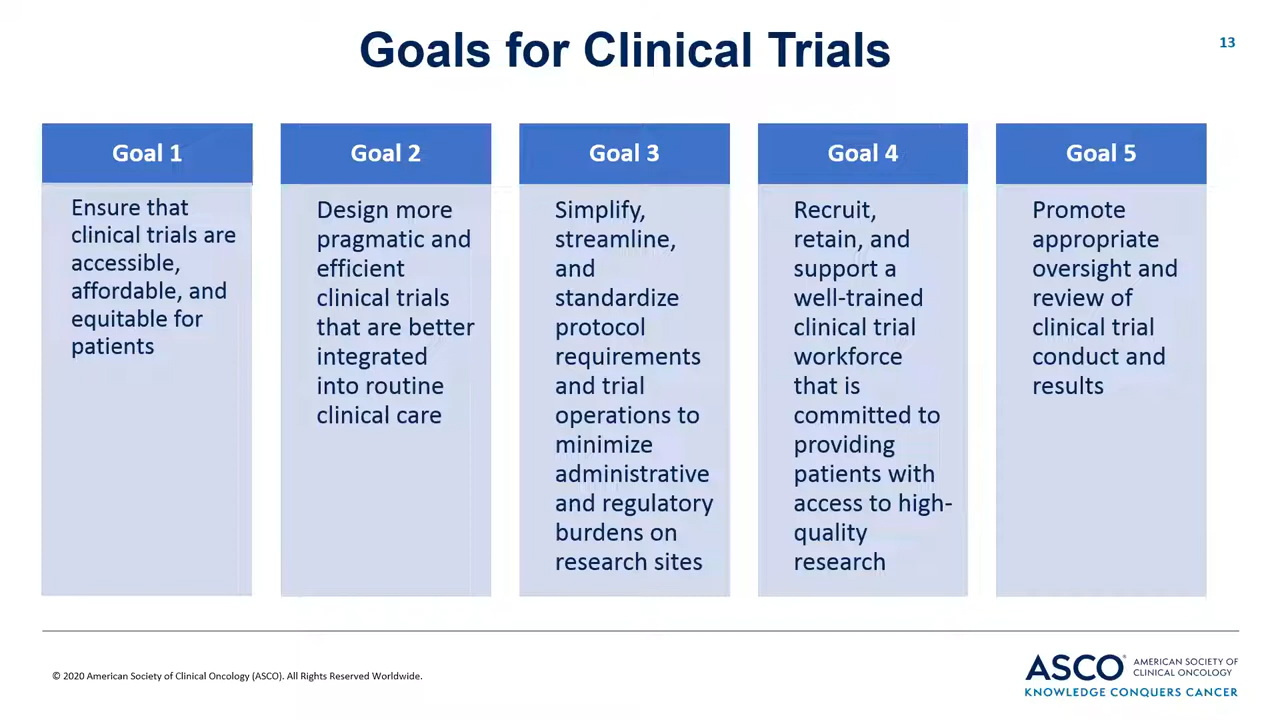 Goals for Clinical Trials
13
Goal 1
Ensure that
clinical trials are
accessible,
affordable, and
equitable for
patients
Goal 2
Design more
pragmatic and
efficient
clinical trials
that are better
integrated
into routine
clinical care
Goal 3
Simplify,
streamline,
and
standardize
protocol
requirements
and trial
operations to
minimize
administrative
and regulatory
burdens on
research sites
Goal 4
Recruit,
retain, and
support a
well-trained
clinical trial
workforce
that is
committed to
providing
patients with
access to high-
quality
research
Goal 5
Promote
appropriate
oversight and
review of
clinical trial
conduct and
results
© 2020 American Society of Clinical Oncology (ASCO). All Rights Reserved Worldwide.
ASCO®
AMERICAN SOCIETY OF
CLINICAL ONCOLOGY
KNOWLEDGE CONQUERS CANCER